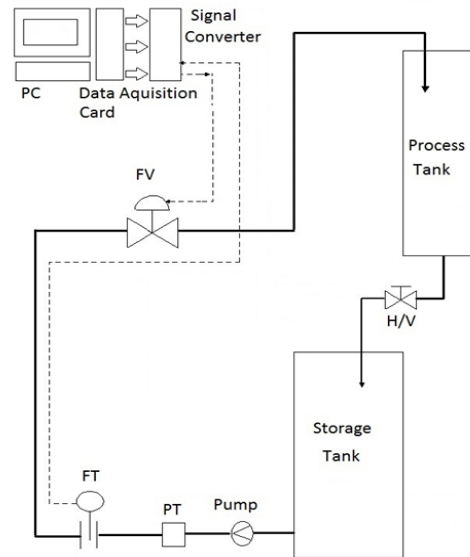 Signal
Converter
PC
Data Aquisition
Card
FV
Process
Tank
H/V
Storage
Tank
FT
PT
Pump